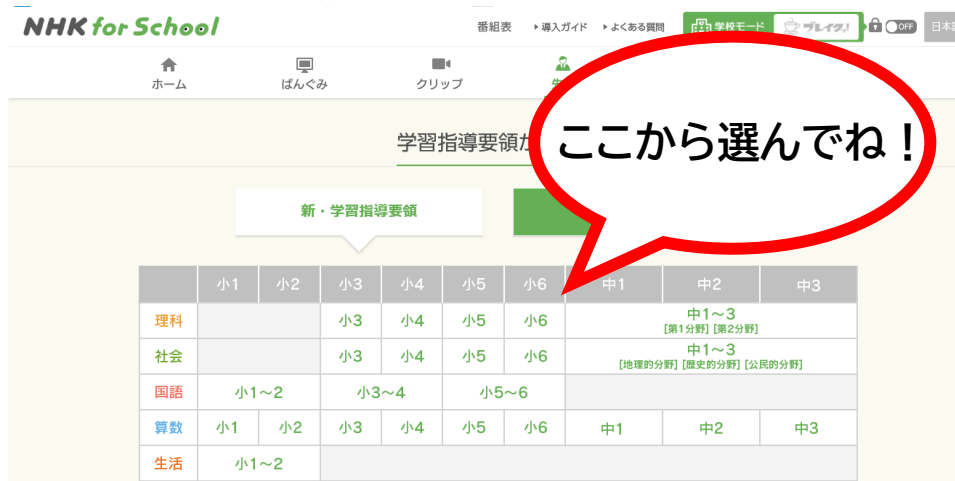 NHK for School
番組表 ▸導入ガイド ▸よくある質問 学校モード ブレイク! OFF 日本
ホーム ばんぐみ クリップ
学習指導要領か
ここから選んでね！
新・学習指導要領
小1 小2 小3 小4 小5 小6 中1 中2 中3
理科 小3 小4 小5 小6 中1～3
[第1分野] [第2分野]
社会 小3 小4 小5 小6 中1～3
[地理的分野] [歴史的分野] [公民的分野]
国語 小1～2 小3～4 小5～6
算数 小1 小2 小3 小4 小5 小6 中1 中2 中3
生活 小1～2